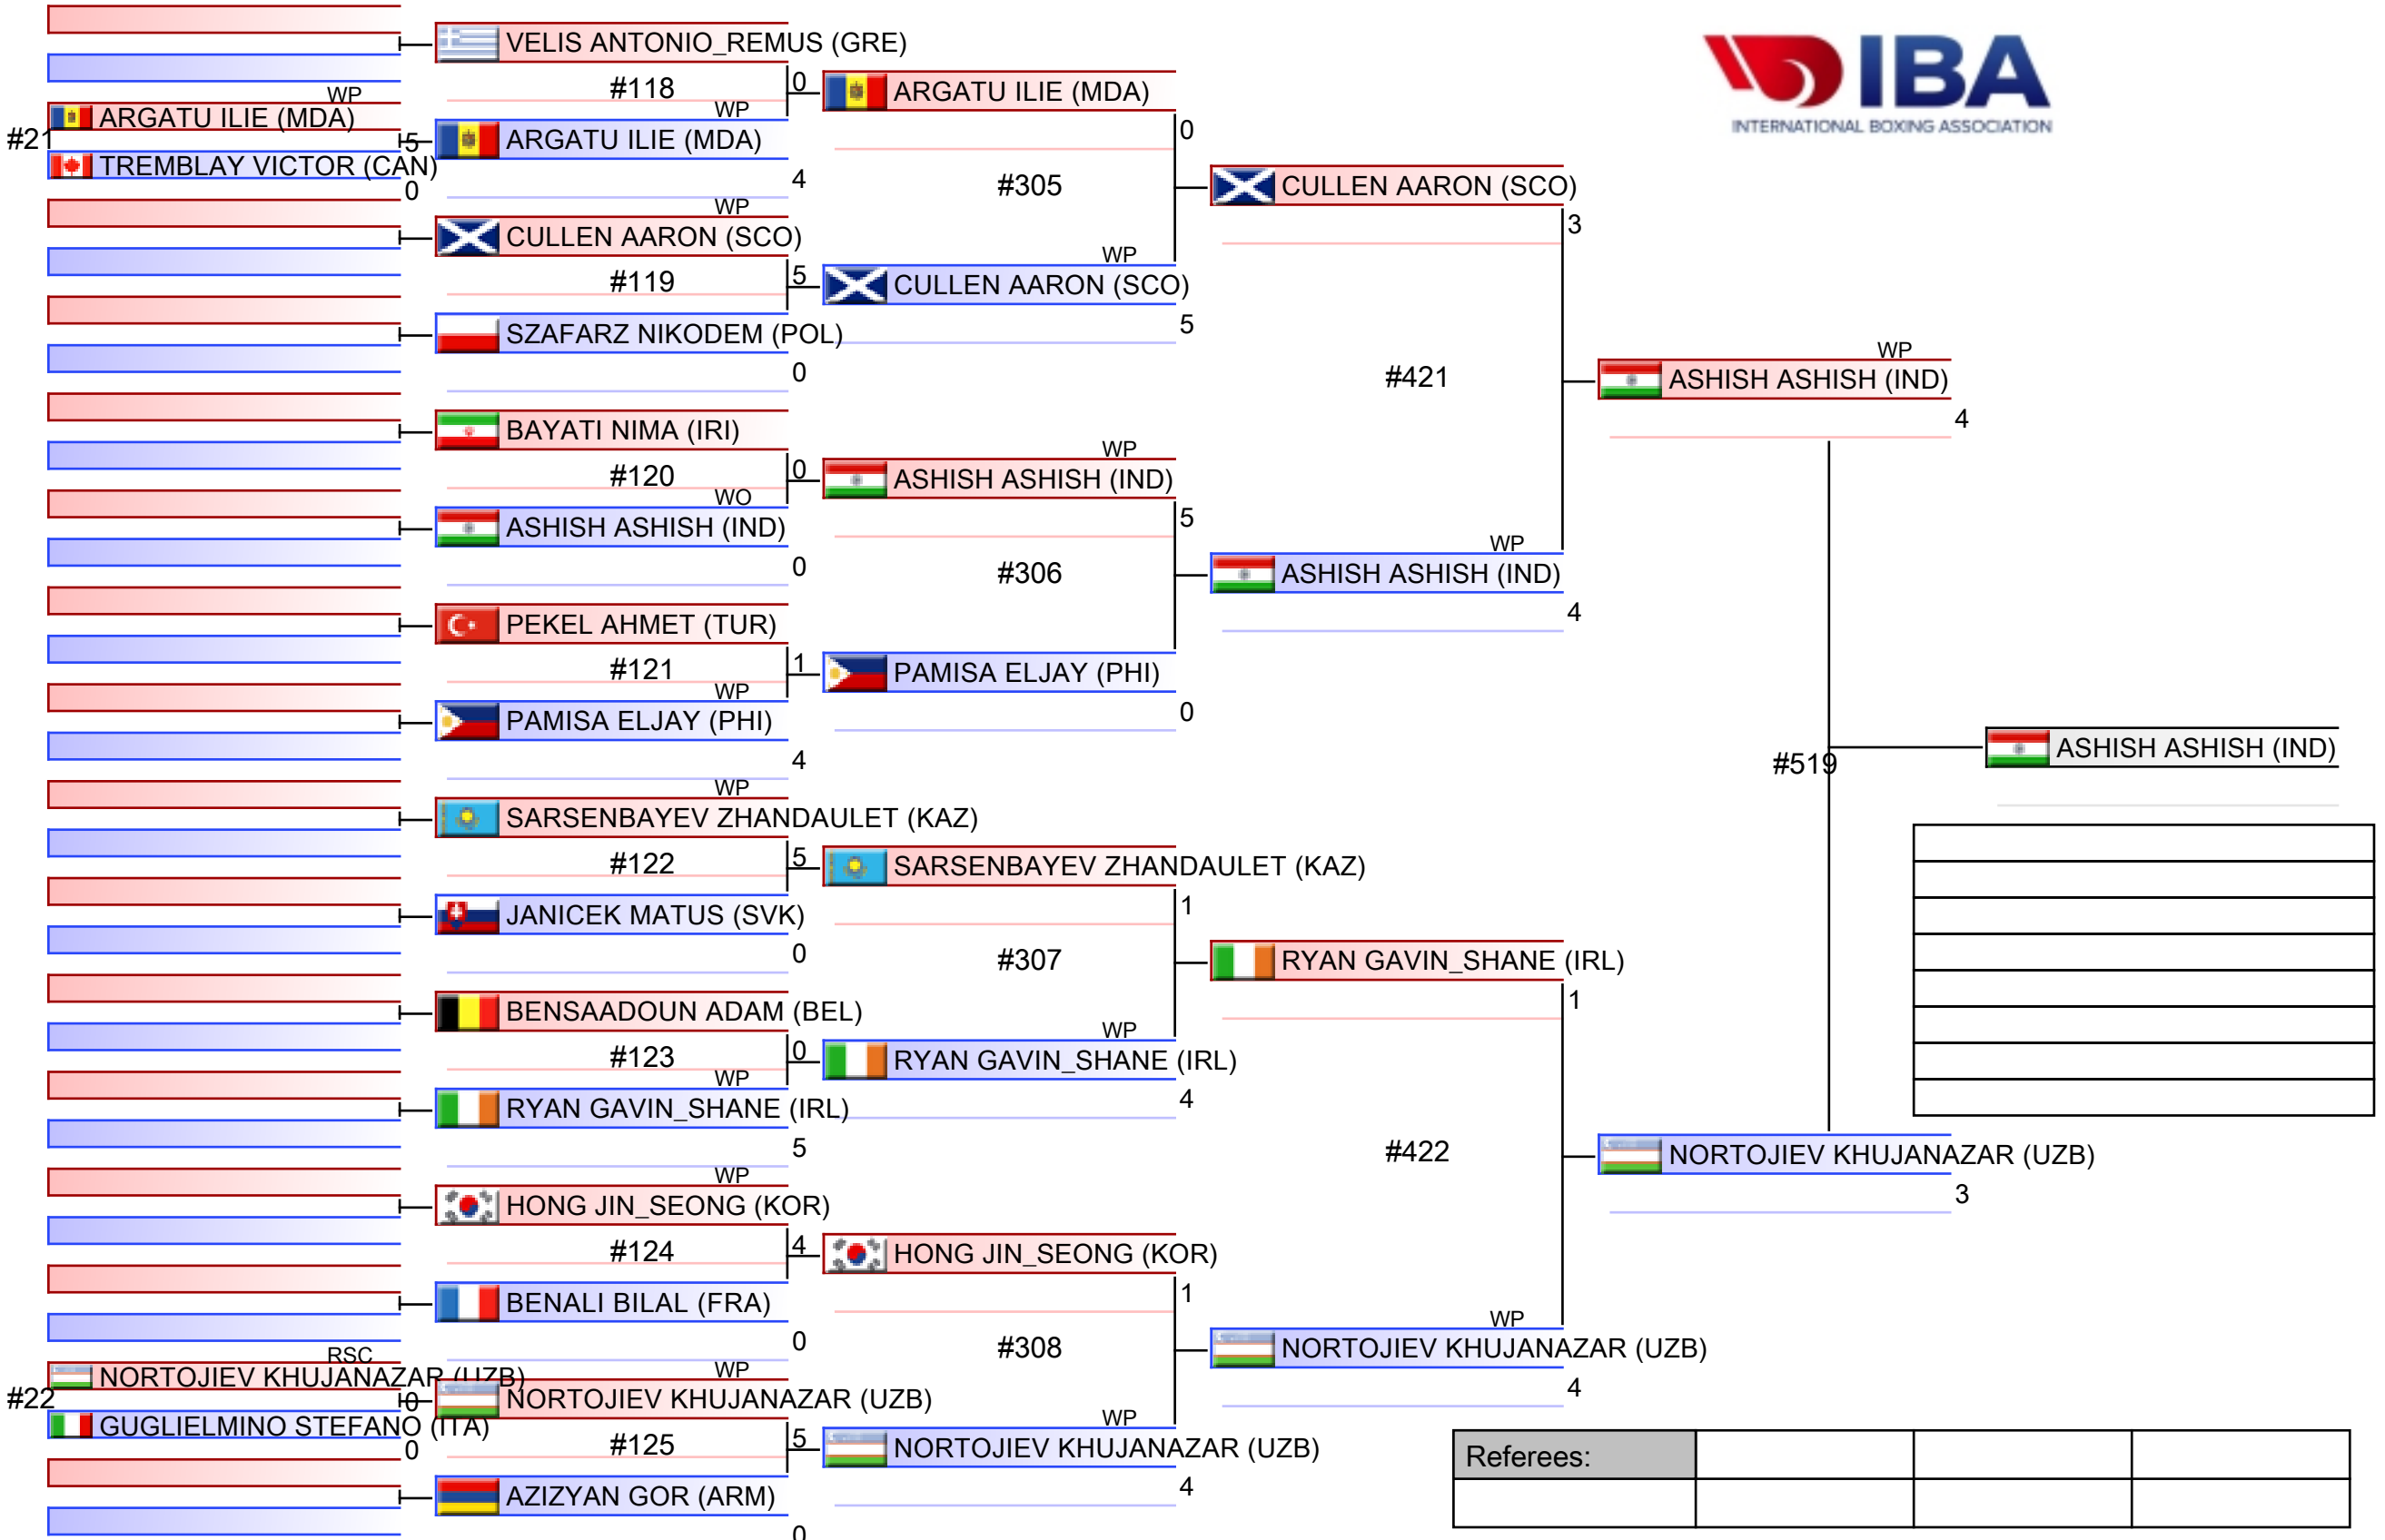 IBA
INTERNATIONAL BOXING ASSOCIATION
#21
WP
ARGATU ILIE (MDA)
5
TREMBLAY VICTOR (CAN)
0
#22
RSC
NORTOJIEV KHUJANAZAR (UZB)
0
GUGLIELMINO STEFANO (ITA)
0
VELIS ANTONIO_REMUS (GRE)
#118
0
WP
ARGATU ILIE (MDA)
4
WP
CULLEN AARON (SCO)
#119
5
SZAFARZ NIKODEM (POL)
0
BAYATI NIMA (IRI)
#120
0
WO
ASHISH ASHISH (IND)
0
PEKEL AHMET (TUR)
#121
1
WP
PAMISA ELJAY (PHI)
4
WP
SARSENBAYEV ZHANDAULET (KAZ)
#122
5
JANICEK MATUS (SVK)
0
BENSAADOUN ADAM (BEL)
#123
0
WP
RYAN GAVIN_SHANE (IRL)
5
WP
HONG JIN_SEONG (KOR)
#124
4
BENALI BILAL (FRA)
0
WP
NORTOJIEV KHUJANAZAR (UZB)
#125
5
AZIZYAN GOR (ARM)
0
ARGATU ILIE (MDA)
0
#305
WP
CULLEN AARON (SCO)
5
WP
ASHISH ASHISH (IND)
5
#306
PAMISA ELJAY (PHI)
0
SARSENBAYEV ZHANDAULET (KAZ)
1
#307
WP
RYAN GAVIN_SHANE (IRL)
4
HONG JIN_SEONG (KOR)
1
#308
WP
NORTOJIEV KHUJANAZAR (UZB)
4
CULLEN AARON (SCO)
3
#421
WP
ASHISH ASHISH (IND)
4
RYAN GAVIN_SHANE (IRL)
1
#422
WP
NORTOJIEV KHUJANAZAR (UZB)
4
WP
ASHISH ASHISH (IND)
4
#519
NORTOJIEV KHUJANAZAR (UZB)
3
ASHISH ASHISH (IND)
Referees: